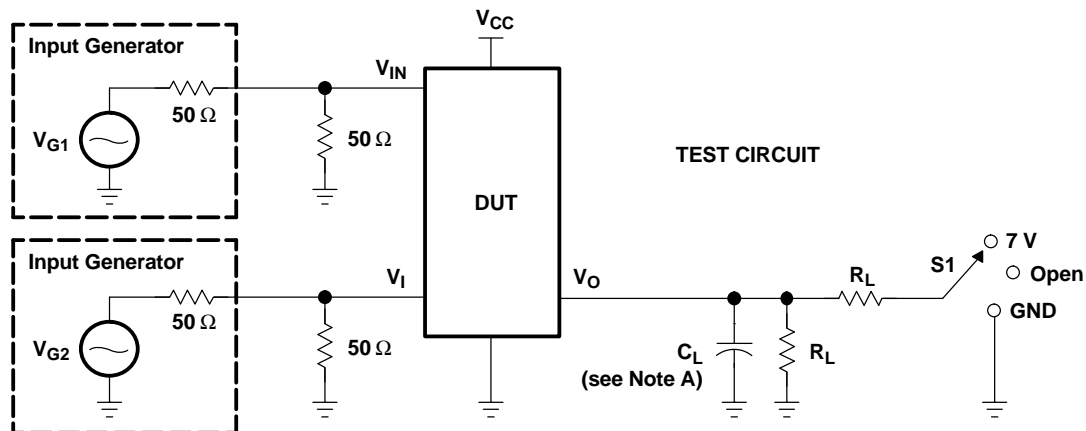 VCC
Input Generator
VIN
50 Ω
VG1
50 Ω
TEST CIRCUIT
DUT
Input Generator
VI
50 Ω
VG2
50 Ω
VO
RL
S1
7 V
Open
GND
CL
(see Note A)
RL